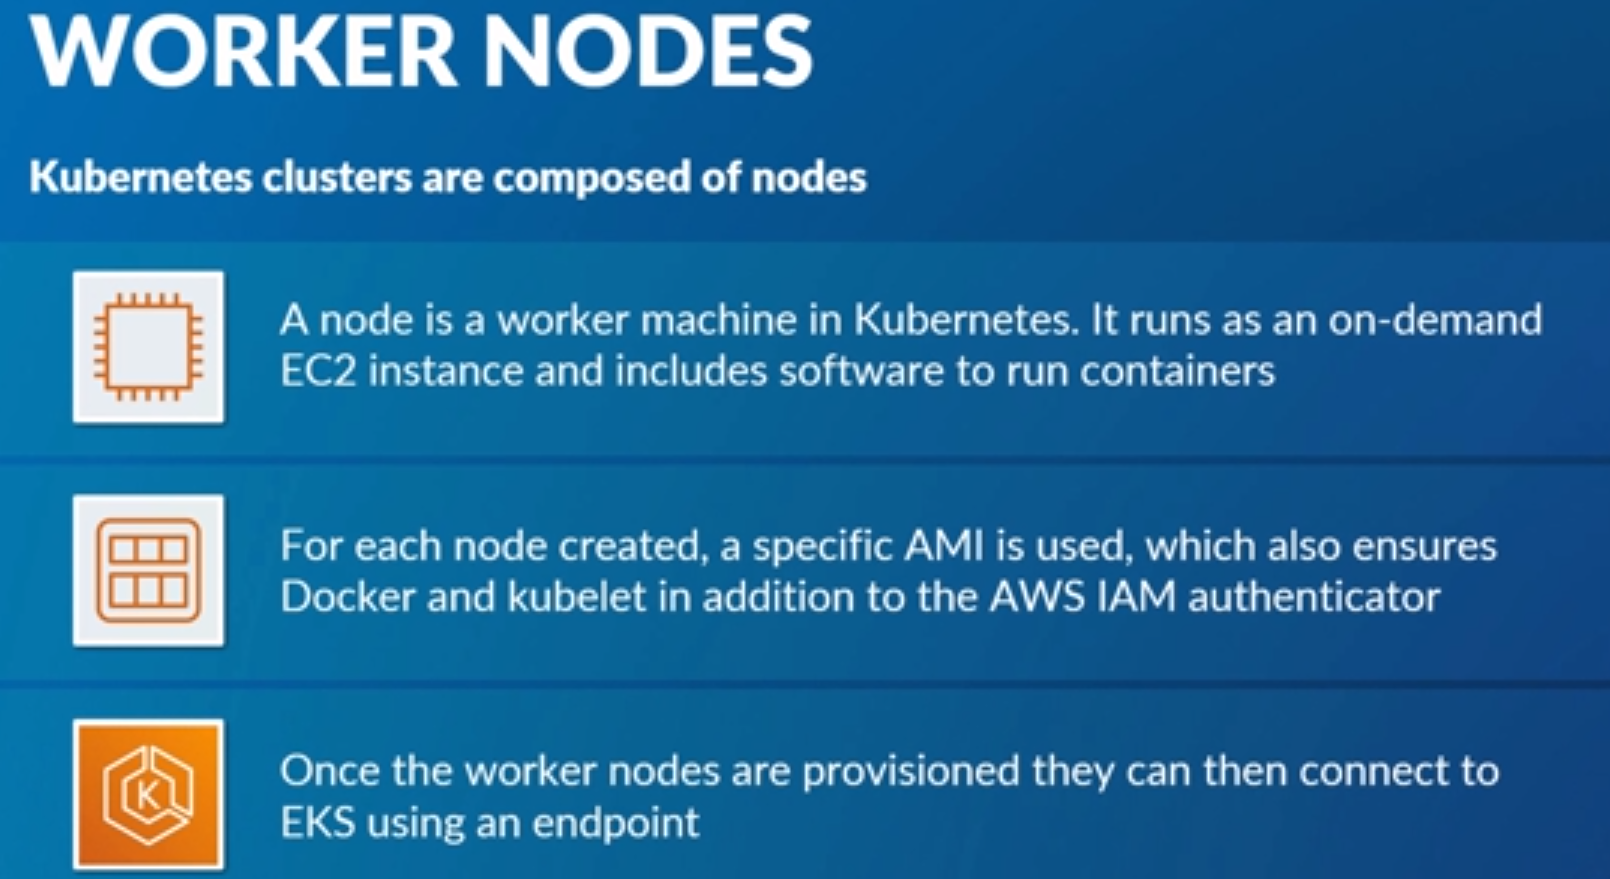 WORKER NODES
Kubernetes clusters are composed of nodes
A node is a worker machine in Kubernetes. It runs as an on-demand
EC2 instance and includes software to run containers
For each node created, a specific AMI is used, which also ensures
Docker and kubelet in addition to the AWS IAM authenticator
K
Once the worker nodes are provisioned they can then connect to
EKS using an endpoint